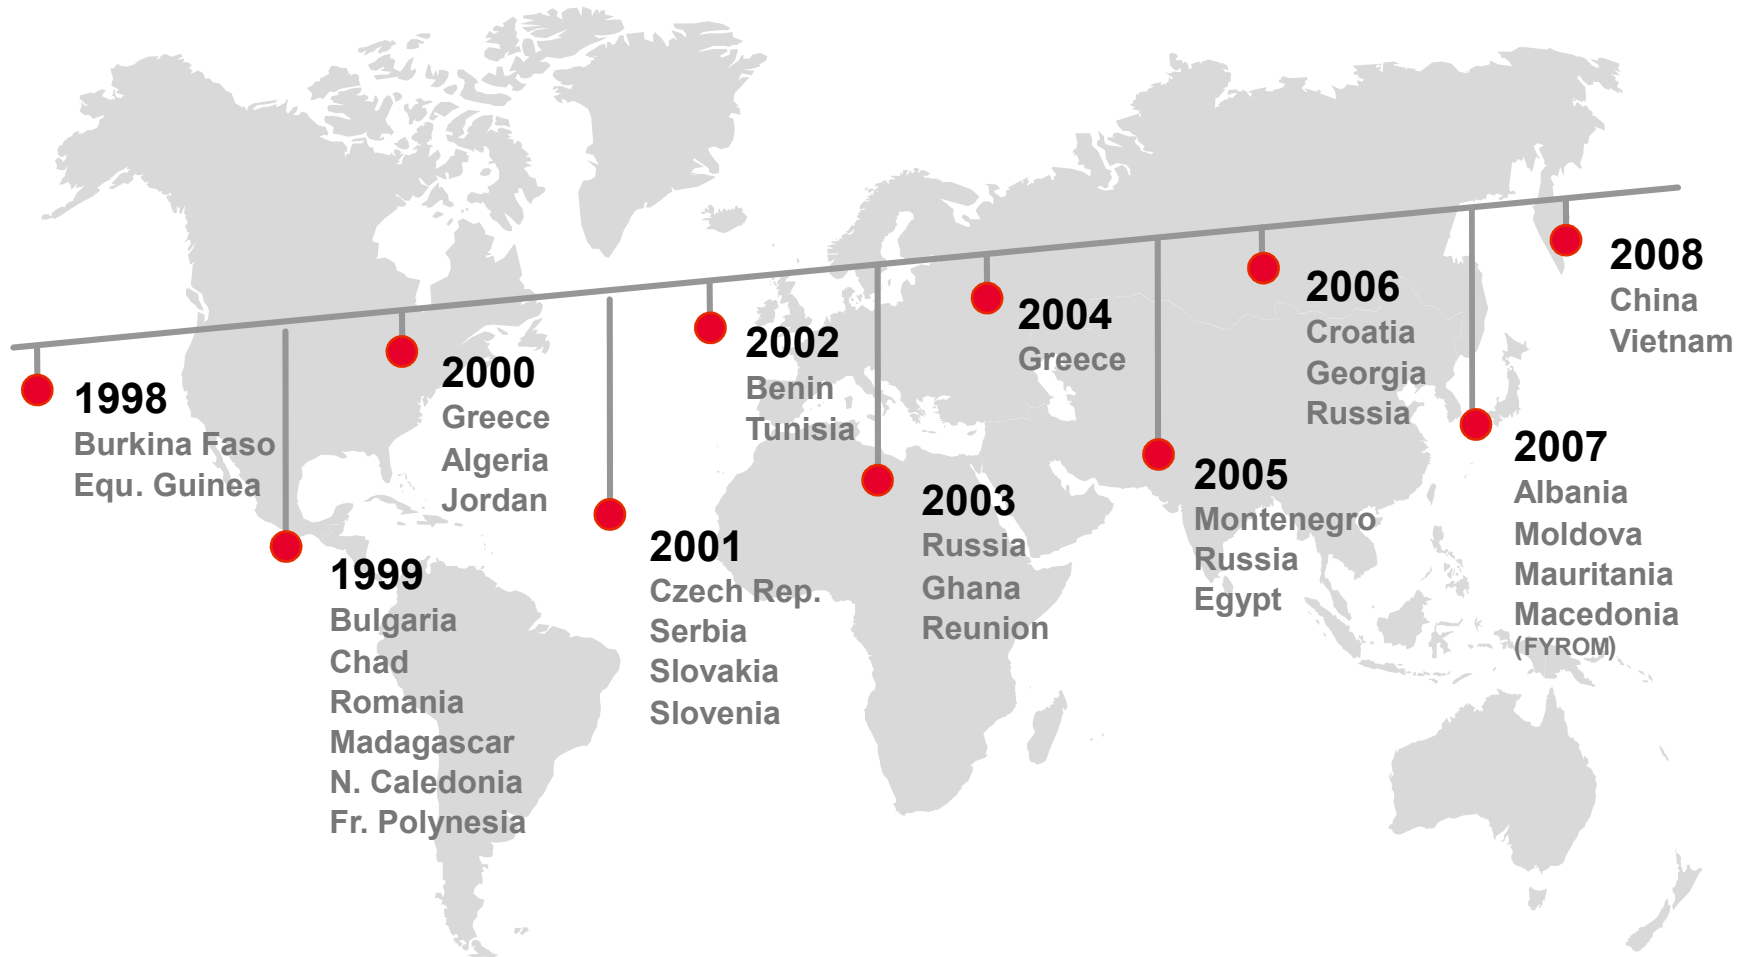 1998
Burkina Faso
Equ. Guinea
1999
Bulgaria
Chad
Romania
Madagascar
N. Caledonia
Fr. Polynesia
2000
Greece
Algeria
Jordan
2001
Czech Rep.
Serbia
Slovakia
Slovenia
2002
Benin
Tunisia
2003
Russia
Ghana
Reunion
2004
Greece
2005
Montenegro
Russia
Egypt
2006
Croatia
Georgia
Russia
2007
Albania
Moldova
Mauritania
Macedonia
(FYROM)
2008
China
Vietnam